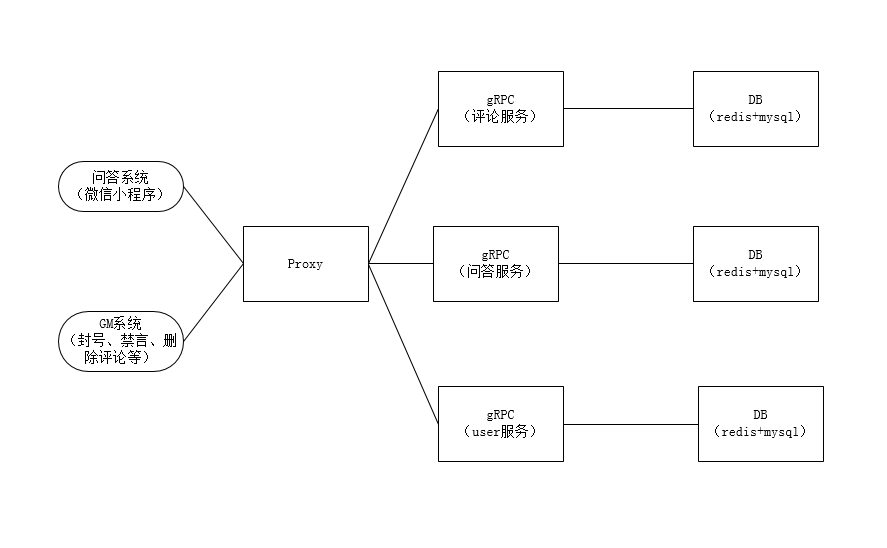 问答系统
（微信小程序）
GM系统
（封号、禁言、删
除评论等）
Proxy
gRPC
（评论服务）
DB
（redis+mysql）
gRPC
（问答服务）
DB
（redis+mysql）
gRPC
（user服务）
DB
（redis+mysql）